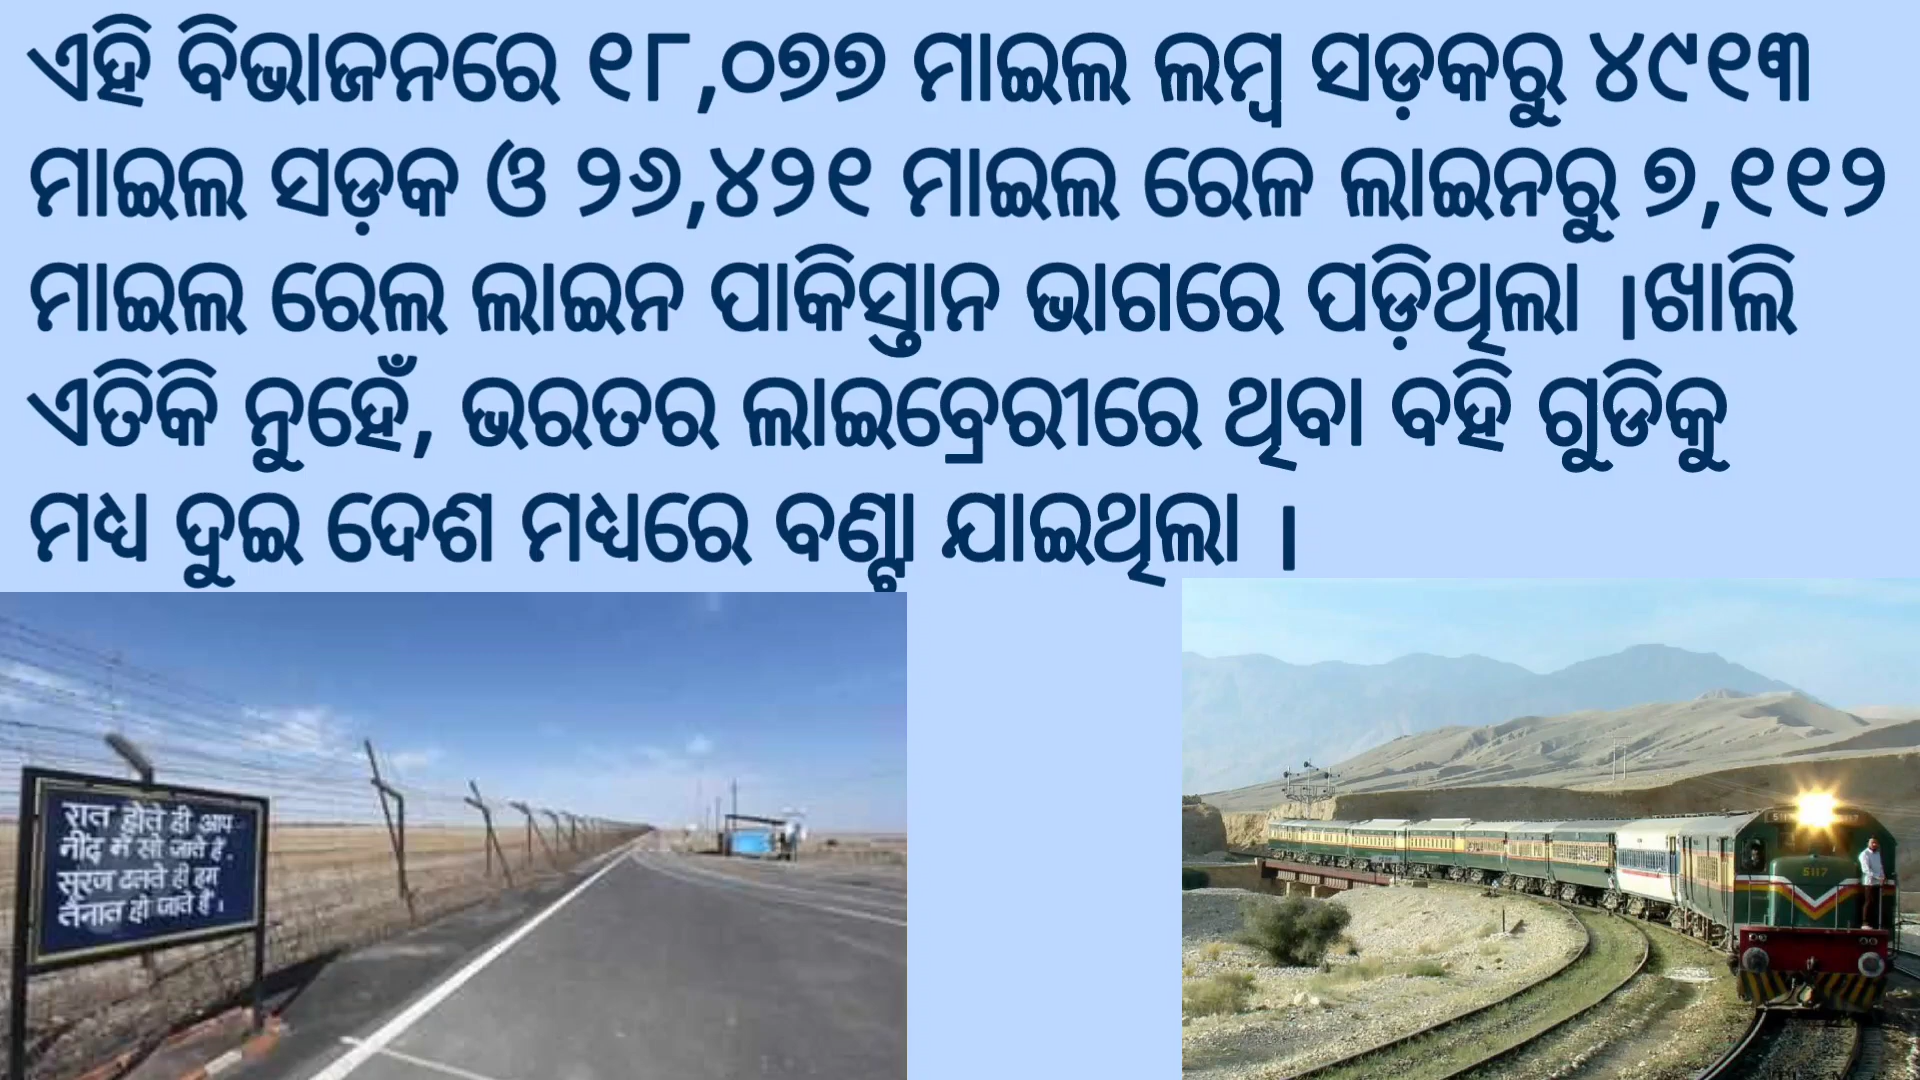 ଏହି ବିଭାଜନରେ ୧୮,୦୭୭ ମାଇଲ ଲମ୍ବ ସଡ଼କରୁ ୪୯୧୩
ମାଇଲ ସଡ଼କ ଓ ୨୬,୪୨୧ ମାଇଲ ରେଳ ଲାଇନରୁ ୭,୧୧୨
ମାଇଲ ରେଲ ଲାଇନ ପାକିସ୍ତାନ ଭାଗରେ ପଡ଼ିଥିଲା ।ଖାଲି
ଏତିକି ନୁହେଁ, ଭରତର ଲାଇବ୍ରେରୀରେ ଥିବା ବହି ଗୁଡିକୁ
ମଧ୍ୟ ଦୁଇ ଦେଶ ମଧ୍ୟରେ ବଣ୍ଟା ଯାଇଥିଲା ।
रात होते ही आप
नींद में सो जाते हैं .
सूरज ढलते ही हम
तैनात हो जाते हैं ।
5117